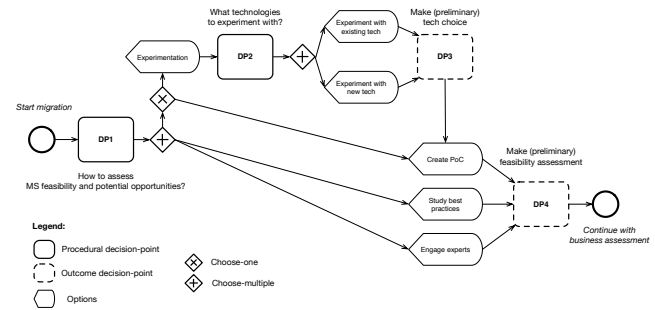 What technologies
to experiment with?
Make (preliminary)
tech choice
Experimentation
DP2
Experiment with
existing tech
Experiment with
new tech
DP3
Start migration
DP1
How to assess
MS feasibility and potential opportunities?
Create PoC
Study best
practices
Engage experts
Make (preliminary)
feasibility assessment
DP4
Continue with
business assessment
Legend:
Procedural decision-point
Outcome decision-point
Options
Choose-one
Choose-multiple